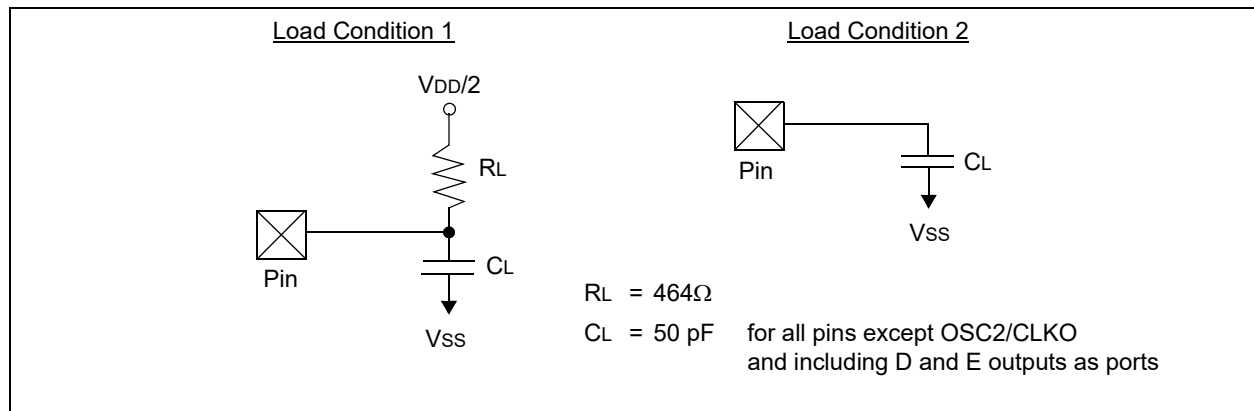 Load Condition 1
VDD/2
RL
Pin
CL
VSS
Load Condition 2
Pin
CL
VSS
RL = 464Ω
CL = 50 pF for all pins except OSC2/CLKO
and including D and E outputs as ports